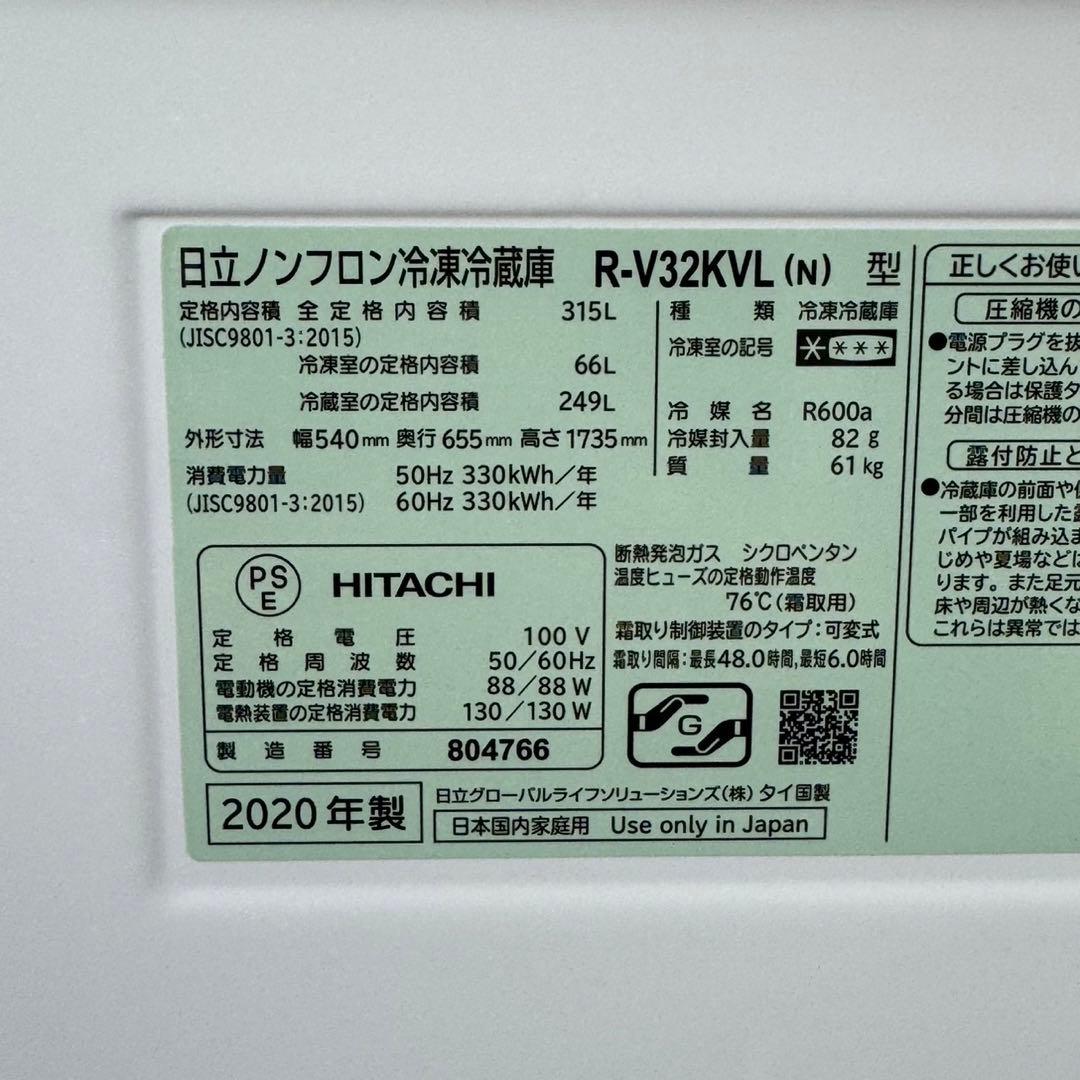 日立ノンフロン冷凍冷蔵庫 R-V32KVL (N) 型
定格内容積 全定格内容積 315L
(JISC9801-3:2015)
冷凍室の定格内容積 66L
冷蔵室の定格内容積 249L
外形寸法 幅540mm 奥行655mm 高さ1735mm
消費電力量 50Hz 330kWh/年
(JISC9801-3:2015) 60Hz 330kWh/年
種類 冷凍冷蔵庫
冷凍室の記号
冷媒名 R600a
冷媒封入量 82g
質量 61kg
PSE HITACHI
定格電圧 100V
定格周波数 50/60Hz
電動機の定格消費電力 88/88W
電熱装置の定格消費電力 130/130W
製造番号 804766
断熱発泡ガス シクロペンタン
温度ヒューズの定格動作温度
76℃(霜取用)
霜取り制御装置のタイプ:可変式
霜取り間隔:最長48.0時間,最短6.0時間
G
2020年製
日立グローバルライフソリューションズ(株) タイ国製
日本国内家庭用 Use only in Japan
正しくお使い
圧縮機の
●電源プラグを抜
ントに差し込ん
る場合は保護タ
分間は圧縮機の
露付防止と
●冷蔵庫の前面や
一部を利用した
パイプが組み込ま
じめや夏場などは
ります。また足元
床や周辺が熱くな
これらは異常では